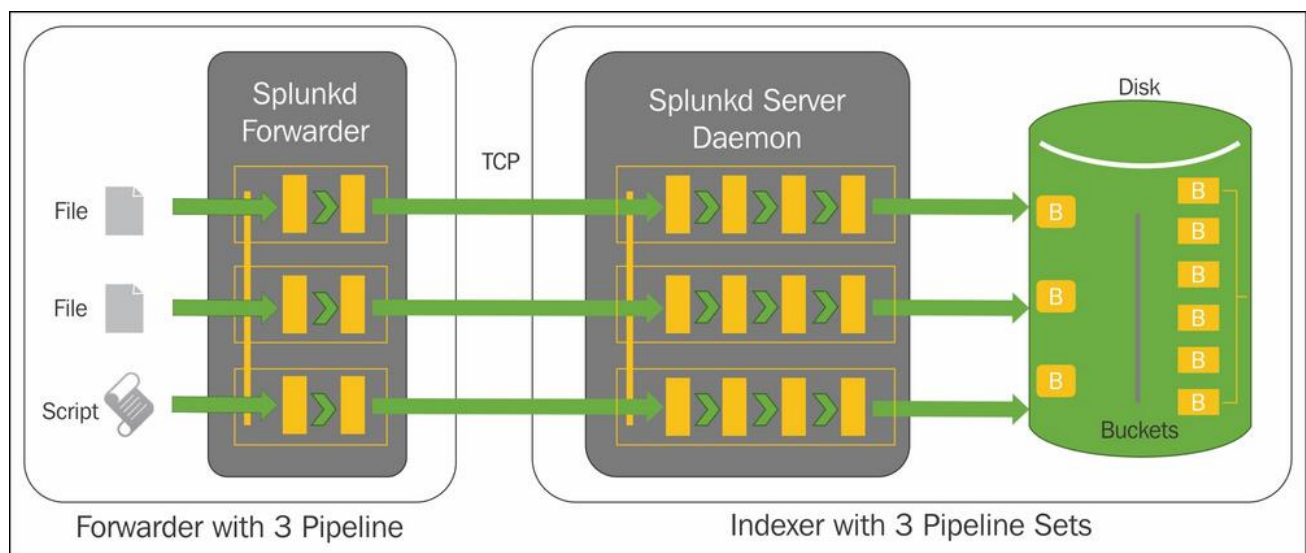 Splunkd
Forwarder
File
File
Script
TCP
Splunkd Server
Daemon
Disk
B
B
B
B
B
B
B
B
B
Buckets
Forwarder with 3 Pipeline
Indexer with 3 Pipeline Sets